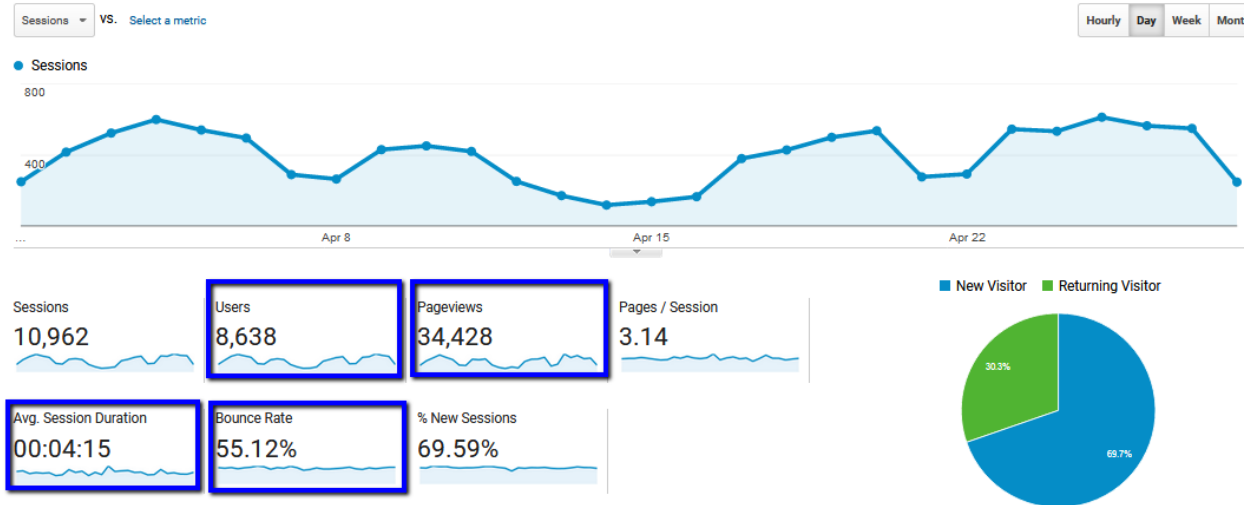 Sessions VS. Select a metric
Hourly Day Week Mont
Sessions
800
400
... Apr 8 Apr 15 Apr 22
New Visitor Returning Visitor
Sessions Users Pageviews Pages / Session
10,962 8,638 34,428 3.14
30.3%
Avg. Session Duration Bounce Rate % New Sessions
00:04:15 55.12% 69.59%
69.7%